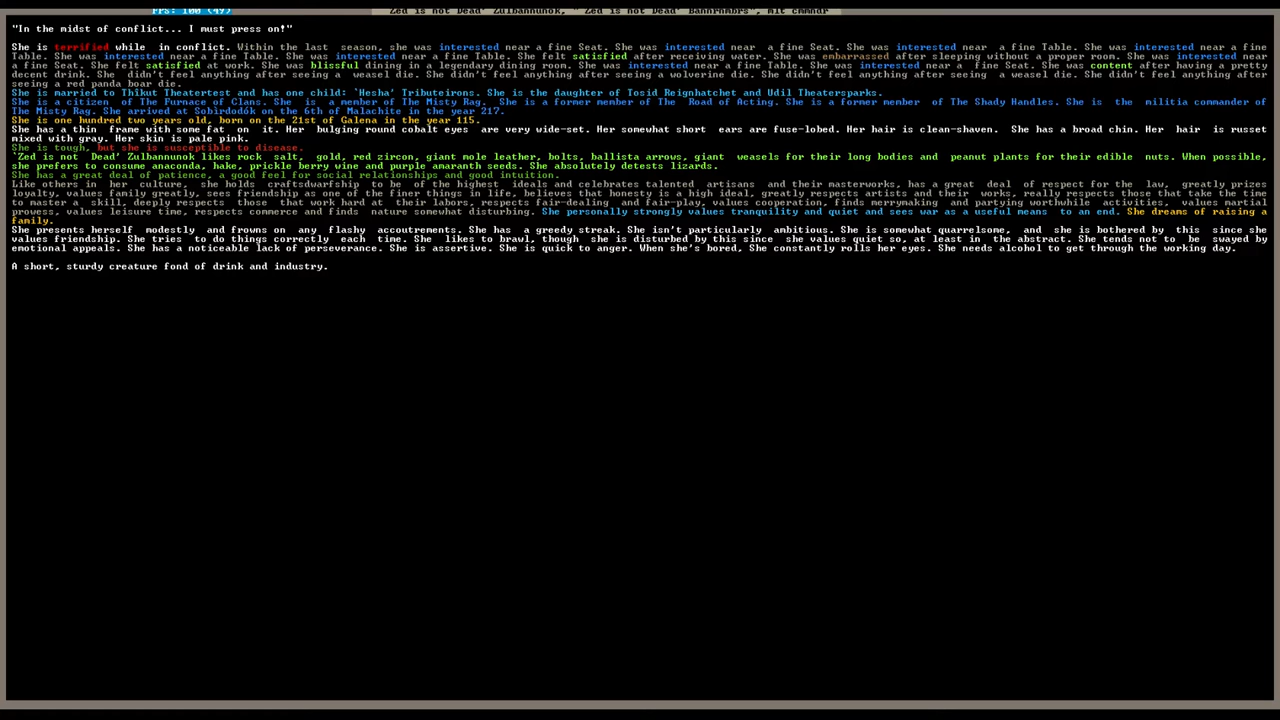 FPS: 100 (49)
'Zed is not Dead' Zulbannunok, "'Zed is not Dead' Bannrnmbrs", mlt cmmndr
"In the midst of conflict... I must press on!"
She is terrified while in conflict. Within the last season, she was interested near a fine Seat. She was interested near a fine Seat. She was interested near a fine Table. She was interested near a fine
Table. She was interested near a fine Table. She was interested near a fine Table. She felt satisfied after receiving water. She was embarrassed after sleeping without a proper room. She was interested near
a fine Seat. She felt satisfied at work. She was blissful dining in a legendary dining room. She was interested near a fine Table. She was interested near a fine Seat. She was content after having a pretty
decent drink. She didn't feel anything after seeing a weasel die. She didn't feel anything after seeing a wolverine die. She didn't feel anything after seeing a weasel die. She didn't feel anything after
seeing a red panda boar die.
She is married to Thikut Theatertest and has one child: 'Hesha' Tributeirons. She is the daughter of Tosid Reignhatchet and Udil Theatersparks.
She is a citizen of The Furnace of Clans. She is a member of The Misty Rag. She is a former member of The Road of Acting. She is a former member of The Shady Handles. She is the militia commander of
The Misty Rag. She arrived at Sobìrdodók on the 6th of Malachite in the year 217.
She is one hundred two years old, born on the 21st of Galena in the year 115.
She has a thin frame with some fat on it. Her bulging round cobalt eyes are very wide-set. Her somewhat short ears are fuse-lobed. Her hair is clean-shaven. She has a broad chin. Her hair is russet
mixed with gray. Her skin is pale pink.
She is tough, but she is susceptible to disease.
'Zed is not Dead' Zulbannunok likes rock salt, gold, red zircon, giant mole leather, bolts, ballista arrows, giant weasels for their long bodies and peanut plants for their edible nuts. When possible,
she prefers to consume anaconda, hake, prickle berry wine and purple amaranth seeds. She absolutely detests lizards.
She has a great deal of patience, a good feel for social relationships and good intuition.
Like others in her culture, she holds craftsdwarfship to be of the highest ideals and celebrates talented artisans and their masterworks, has a great deal of respect for the law, greatly prizes
loyalty, values family greatly, sees friendship as one of the finer things in life, believes that honesty is a high ideal, greatly respects artists and their works, really respects those that take the time
to master a skill, deeply respects those that work hard at their labors, respects fair-dealing and fair-play, values cooperation, finds merrymaking and partying worthwhile activities, values martial
prowess, values leisure time, respects commerce and finds nature somewhat disturbing. She personally strongly values tranquility and quiet and sees war as a useful means to an end. She dreams of raising a
family.
She presents herself modestly and frowns on any flashy accoutrements. She has a greedy streak. She isn't particularly ambitious. She is somewhat quarrelsome, and she is bothered by this since she
values friendship. She tries to do things correctly each time. She likes to brawl, though she is disturbed by this since she values quiet so, at least in the abstract. She tends not to be swayed by
emotional appeals. She has a noticeable lack of perseverance. She is assertive. She is quick to anger. When she's bored, She constantly rolls her eyes. She needs alcohol to get through the working day.
A short, sturdy creature fond of drink and industry.